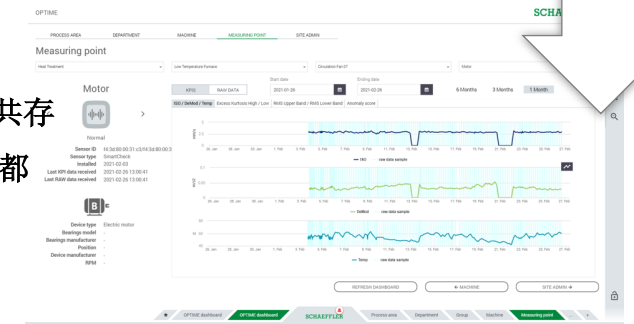 OPTIME
SCHA
PROCESS AREA DEPARTMENT MACHINE MEASURING POINT SITE ADMIN
Measuring point
Heat Treatment Low Temperature Furnace Circulation Fan 07 Motor
Start date Ending date
Motor KPIS RAW DATA 2021-01-26 2021-02-26 6 Months 3 Months 1 Month
共存
ISO / DeMod / Temp Excess Kurtosis High / Low RMS Upper Band / RMS Lower Band Anomaly score
Normal
都
Sensor ID
Sensor type SmartCheck
Installed 2021-02-03
Last KPI data received 2021-02-26 13:00:41
Last RAW data received 2021-02-26 13:00:41
ISO raw data sample
DeMod raw data sample
Temp raw data sample
B
Device type Electric motor
Bearings model -
Bearings manufacturer -
Position -
Device manufacturer -
RPM -
REFRESH DASHBOARD ← MACHINE SITE ADMIN →
OPTIME dashboard OPTIME dashboard SCHAEFFLER Process area Department Group Machine Measuring point